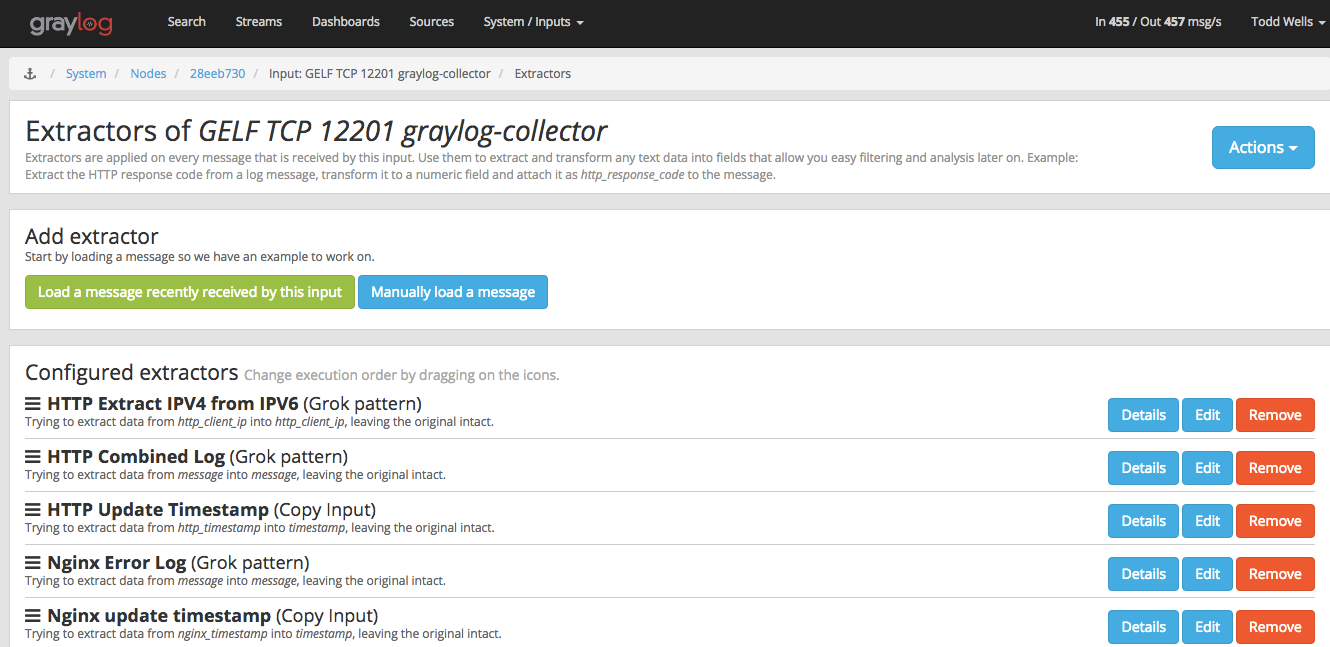 graylog Search Streams Dashboards Sources System / Inputs In 455 / Out 457 msg/s Todd Wells
/ System / Nodes / 28eeb730 / Input: GELF TCP 12201 graylog-collector / Extractors
Extractors of GELF TCP 12201 graylog-collector
Extractors are applied on every message that is received by this input. Use them to extract and transform any text data into fields that allow you easy filtering and analysis later on. Example:
Extract the HTTP response code from a log message, transform it to a numeric field and attach it as http_response_code to the message.
Actions
Add extractor
Start by loading a message so we have an example to work on.
Load a message recently received by this input Manually load a message
Configured extractors Change execution order by dragging on the icons.
HTTP Extract IPV4 from IPV6 (Grok pattern)
Trying to extract data from http_client_ip into http_client_ip, leaving the original intact.
Details Edit Remove
HTTP Combined Log (Grok pattern)
Trying to extract data from message into message, leaving the original intact.
Details Edit Remove
HTTP Update Timestamp (Copy Input)
Trying to extract data from http_timestamp into timestamp, leaving the original intact.
Details Edit Remove
Nginx Error Log (Grok pattern)
Trying to extract data from message into message, leaving the original intact.
Details Edit Remove
Nginx update timestamp (Copy Input)
Trying to extract data from nginx_timestamp into timestamp, leaving the original intact.
Details Edit Remove